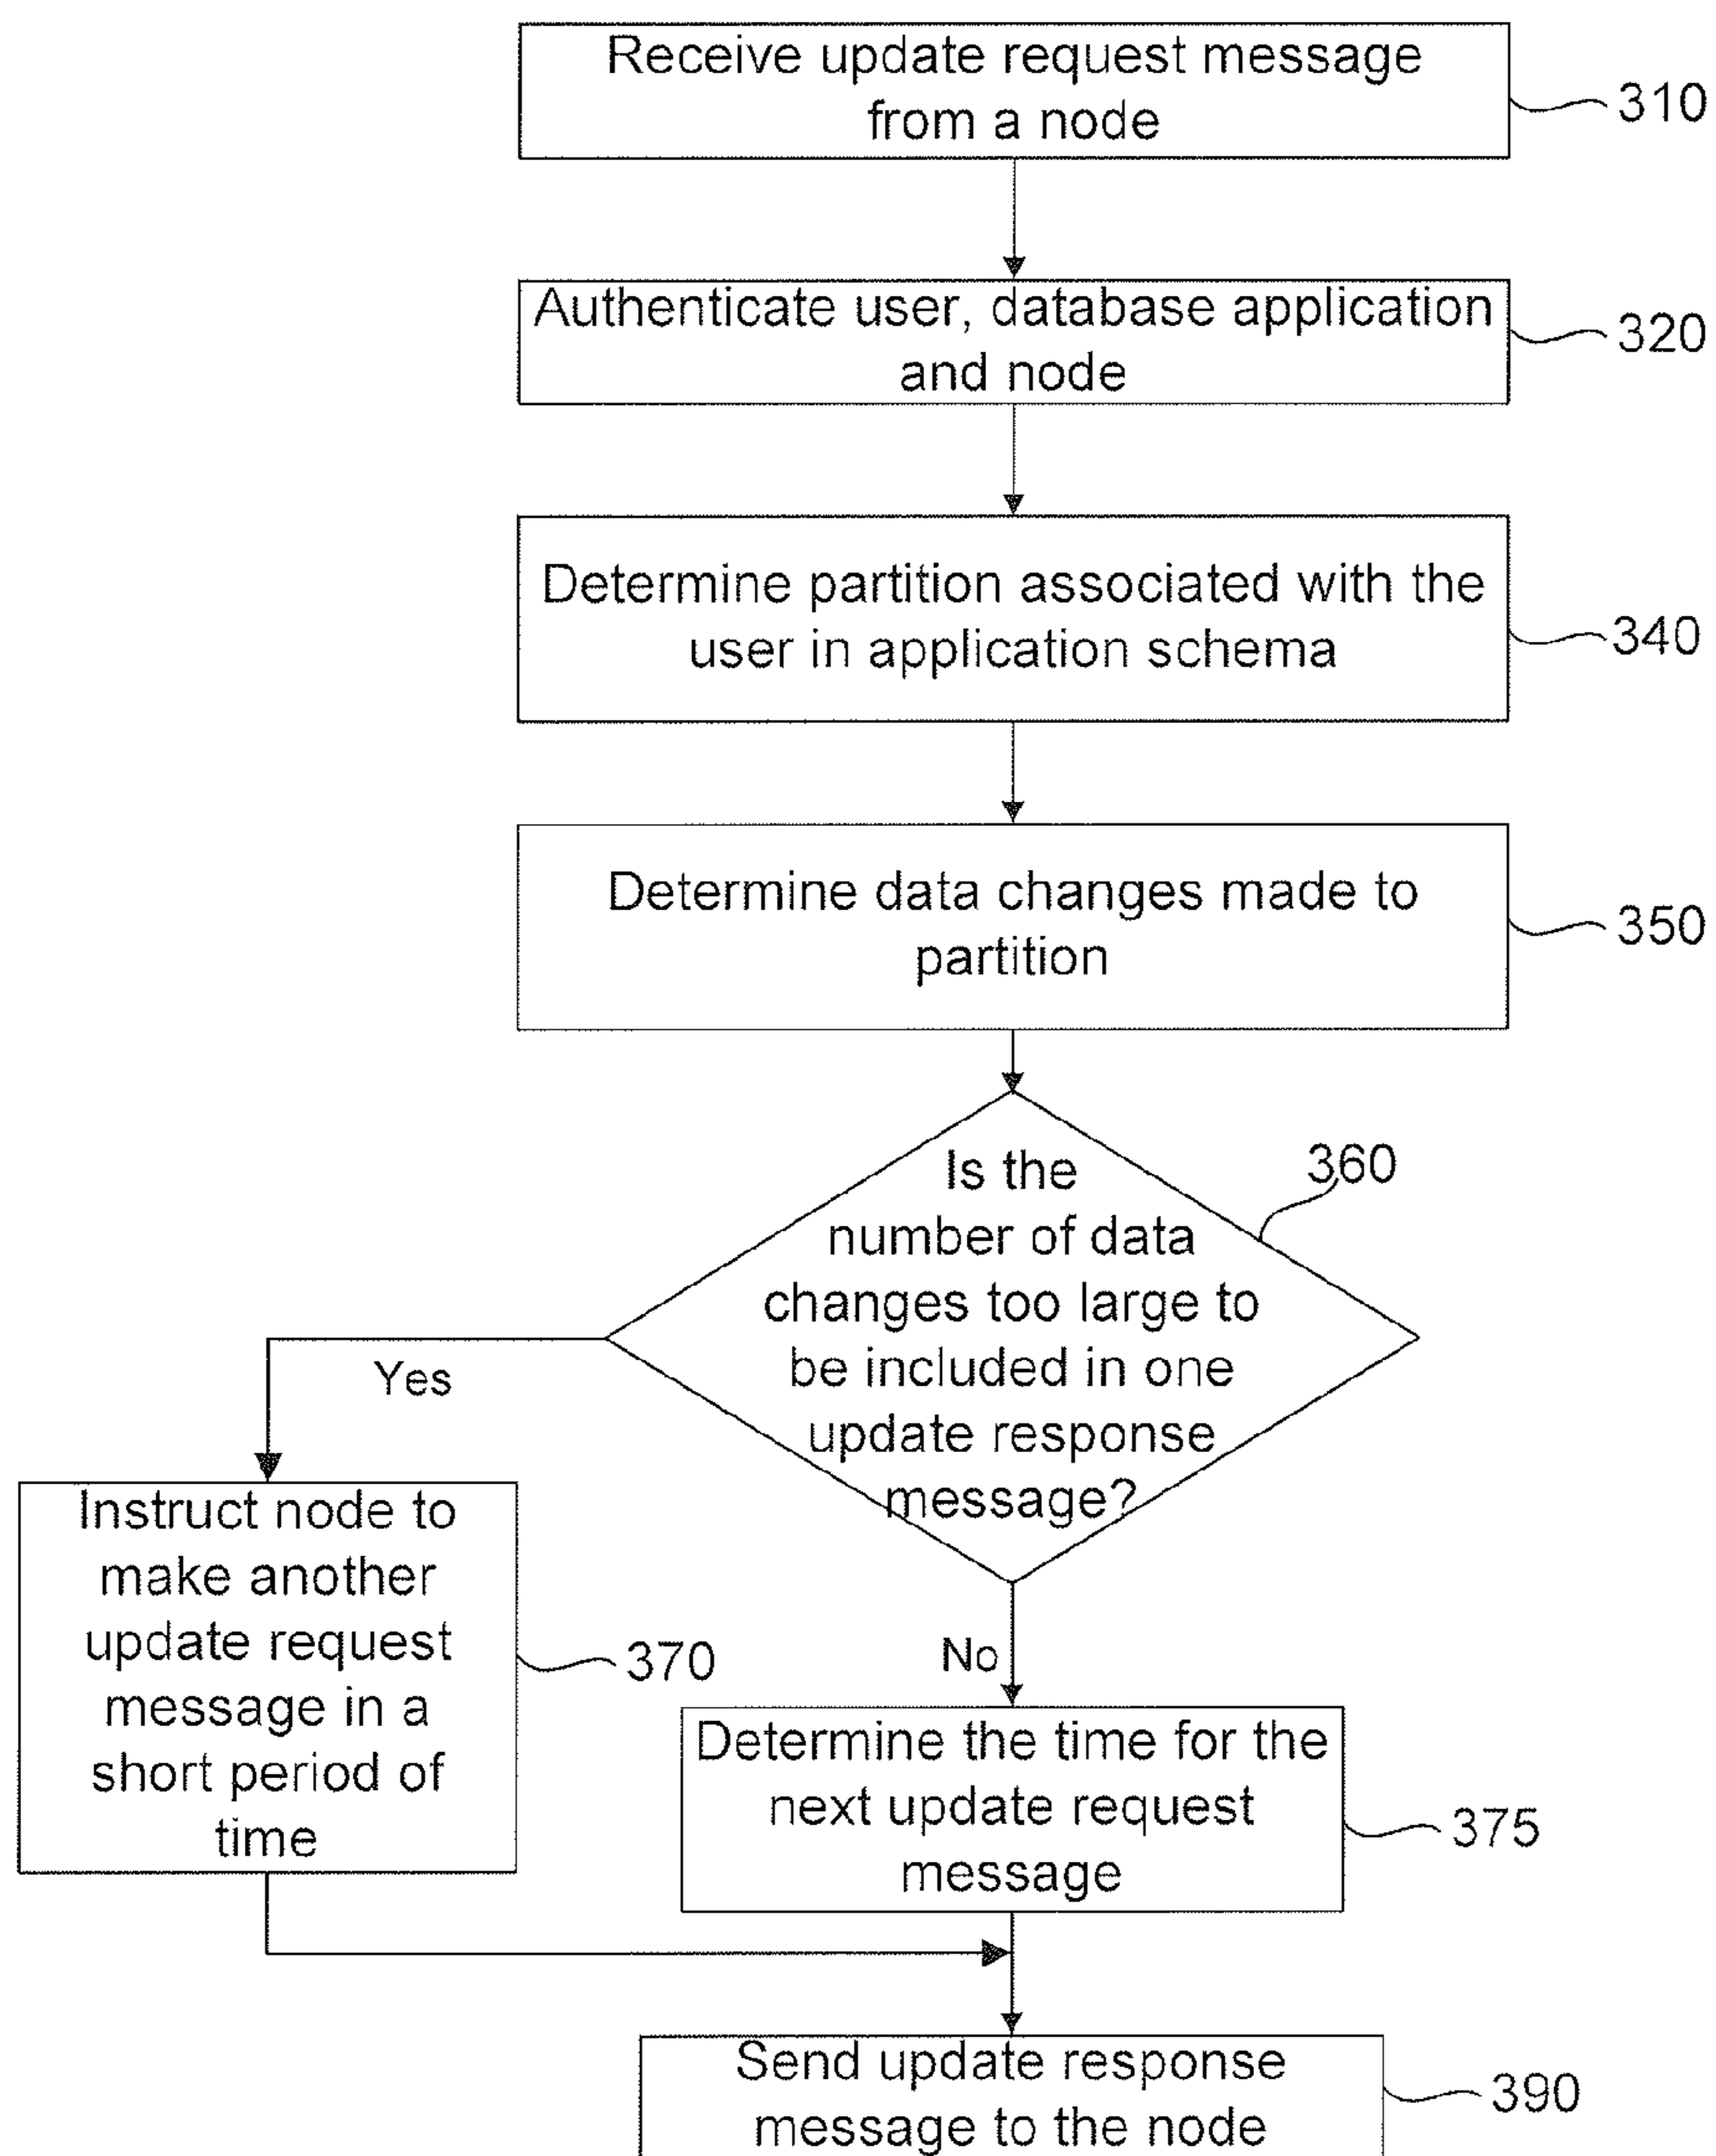 Receive update request message
from a node
310
Authenticate user, database application
and node
320
Determine partition associated with the
user in application schema
340
Determine data changes made to
partition
350
Is the
number of data
changes too large to
be included in one
update response
message?
360
Yes
Instruct node to
make another
update request
message in a
short period of
time
370
No
Determine the time for the
next update request
message
375
Send update response
message to the node
390